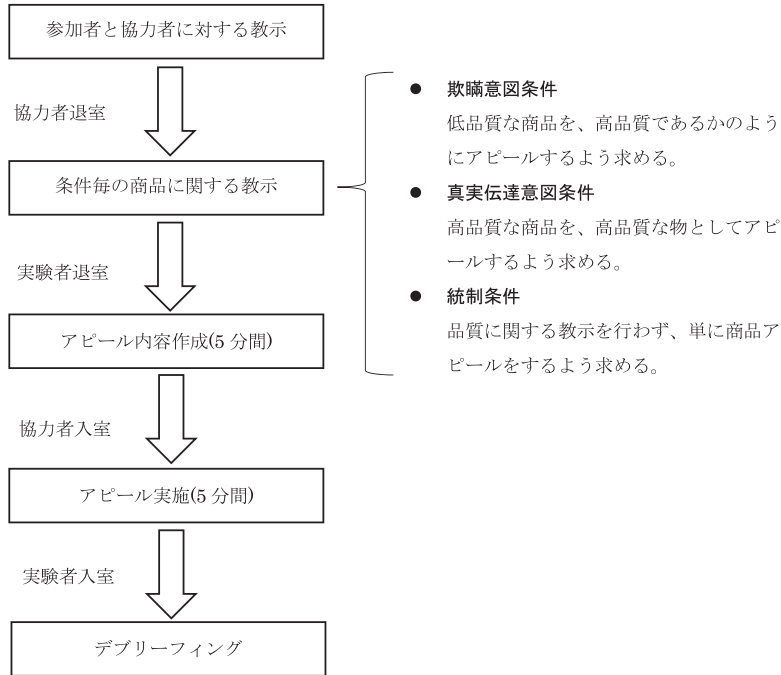 参加者と協力者に対する教示
協力者退室
条件毎の商品に関する教示
実験者退室
アピール内容作成(5 分間)
協力者入室
アピール実施(5 分間)
実験者入室
デブリーフィング
● 欺瞞意図条件
低品質な商品を、高品質であるかのよう
にアピールするよう求める。
● 真実伝達意図条件
高品質な商品を、高品質な物としてアピ
ールするよう求める。
● 統制条件
品質に関する教示を行わず、単に商品ア
ピールをするよう求める。